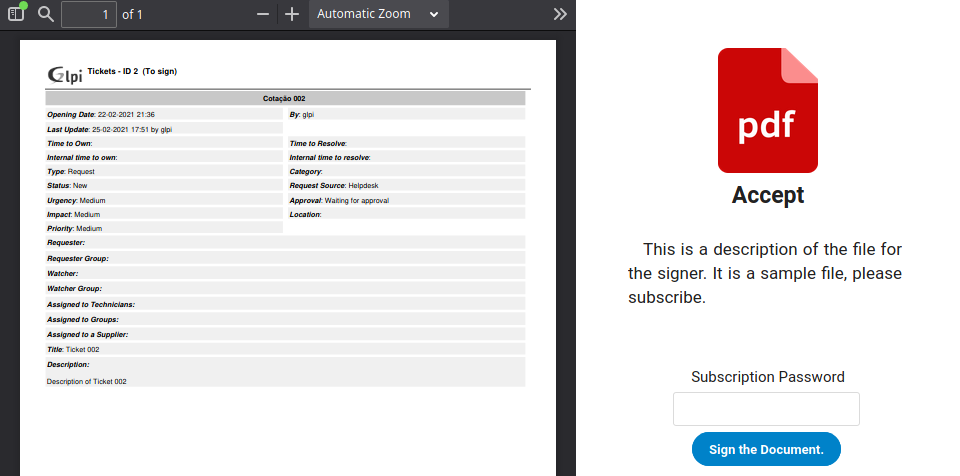 1 of 1
Automatic Zoom
Glpi Tickets - ID 2 (To sign)
Cotação 002
Opening Date: 22-02-2021 21:36 By: glpi
Last Update: 25-02-2021 17:51 by glpi
Time to Own: Time to Resolve:
Internal time to own: Internal time to resolve:
Type: Request Category:
Status: New Request Source: Helpdesk
Urgency: Medium Approval: Waiting for approval
Impact: Medium Location:
Priority: Medium
Requester:
Requester Group:
Watcher:
Watcher Group:
Assigned to Technicians:
Assigned to Groups:
Assigned to a Supplier:
Title: Ticket 002
Description:
Description of Ticket 002
pdf
Accept
This is a description of the file for
the signer. It is a sample file, please
subscribe.
Subscription Password
Sign the Document.